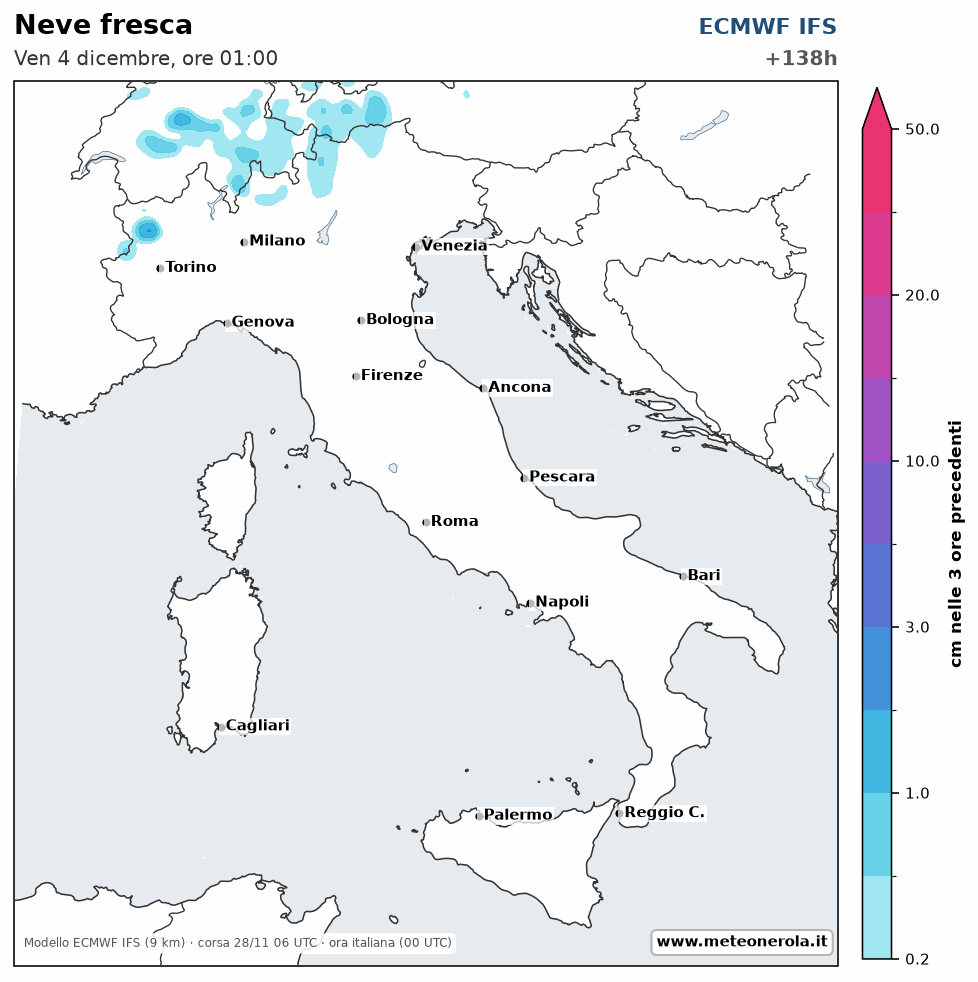 Neve fresca
ECMWF IFS
Ven 4 dicembre, ore 01:00
+138h
Milano
Venezia
Torino
Genova
Bologna
Firenze
Ancona
Pescara
Roma
Bari
Napoli
Cagliari
Palermo
Reggio C.
50.0
20.0
10.0
3.0
1.0
0.2
cm nelle 3 ore precedenti
Modello ECMWF IFS (9 km) · corsa 28/11 06 UTC · ora italiana (00 UTC)
www.meteonerola.it